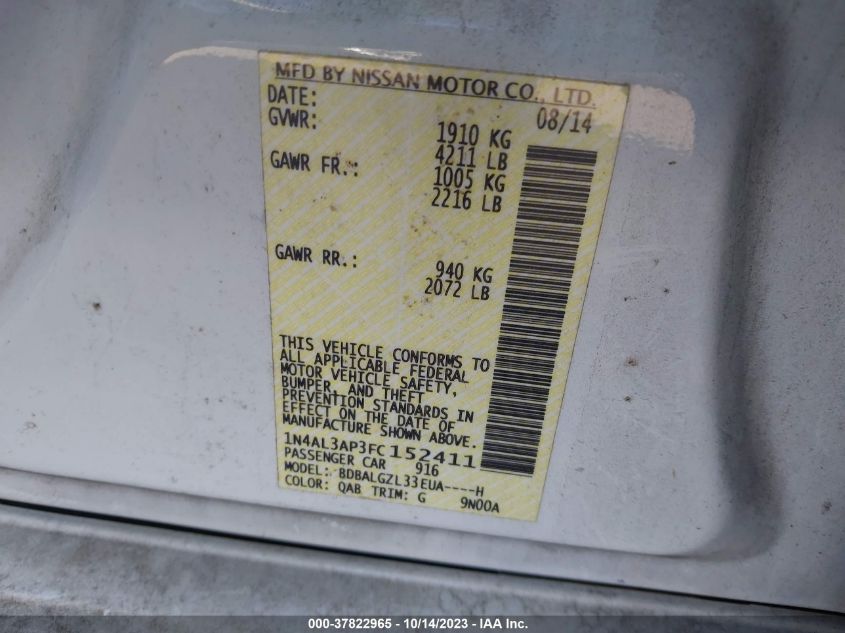 MFD BY NISSAN MOTOR CO., LTD.
DATE: 08/14
GVWR: 1910 KG
4211 LB
GAWR FR.: 1005 KG
2216 LB
GAWR RR.: 940 KG
2072 LB
THIS VEHICLE CONFORMS TO
ALL APPLICABLE FEDERAL
MOTOR VEHICLE SAFETY,
BUMPER, AND THEFT
PREVENTION STANDARDS IN
EFFECT ON THE DATE OF
MANUFACTURE SHOWN ABOVE.
1N4AL3AP3FC152411
PASSENGER CAR 916
MODEL: BDBALGZL33EUA----H
COLOR: QAB TRIM: G 9N00A
000-37822965 - 10/14/2023 - IAA Inc.